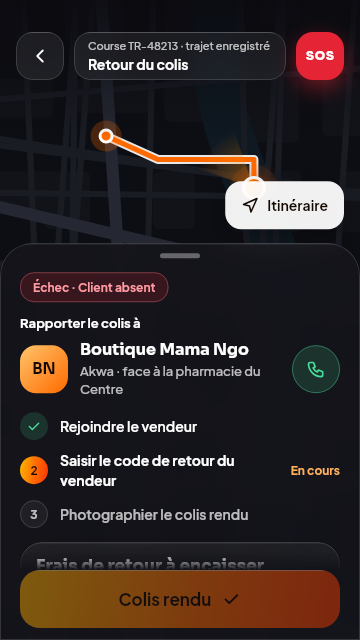 Course TR-48213 · trajet enregistré
Retour du colis
SOS
Itinéraire
Échec · Client absent
Rapporter le colis à
BN
Boutique Mama Ngo
Akwa · face à la pharmacie du
Centre
Rejoindre le vendeur
2
Saisir le code de retour du
vendeur
En cours
3
Photographier le colis rendu
Frais de retour à encaisser
Colis rendu